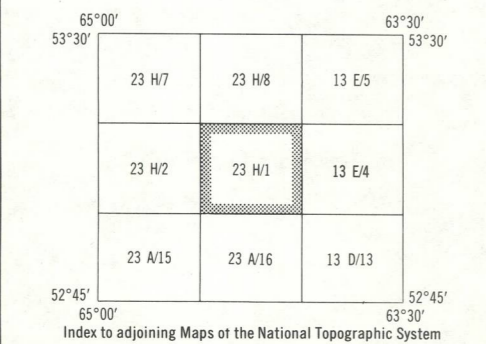 65°00′ 63°30′
53°30′ 53°30′
23 H/7 23 H/8 13 E/5
23 H/2 23 H/1 13 E/4
23 A/15 23 A/16 13 D/13
52°45′ 52°45′
65°00′ 63°30′
Index to adjoining Maps of the National Topographic System